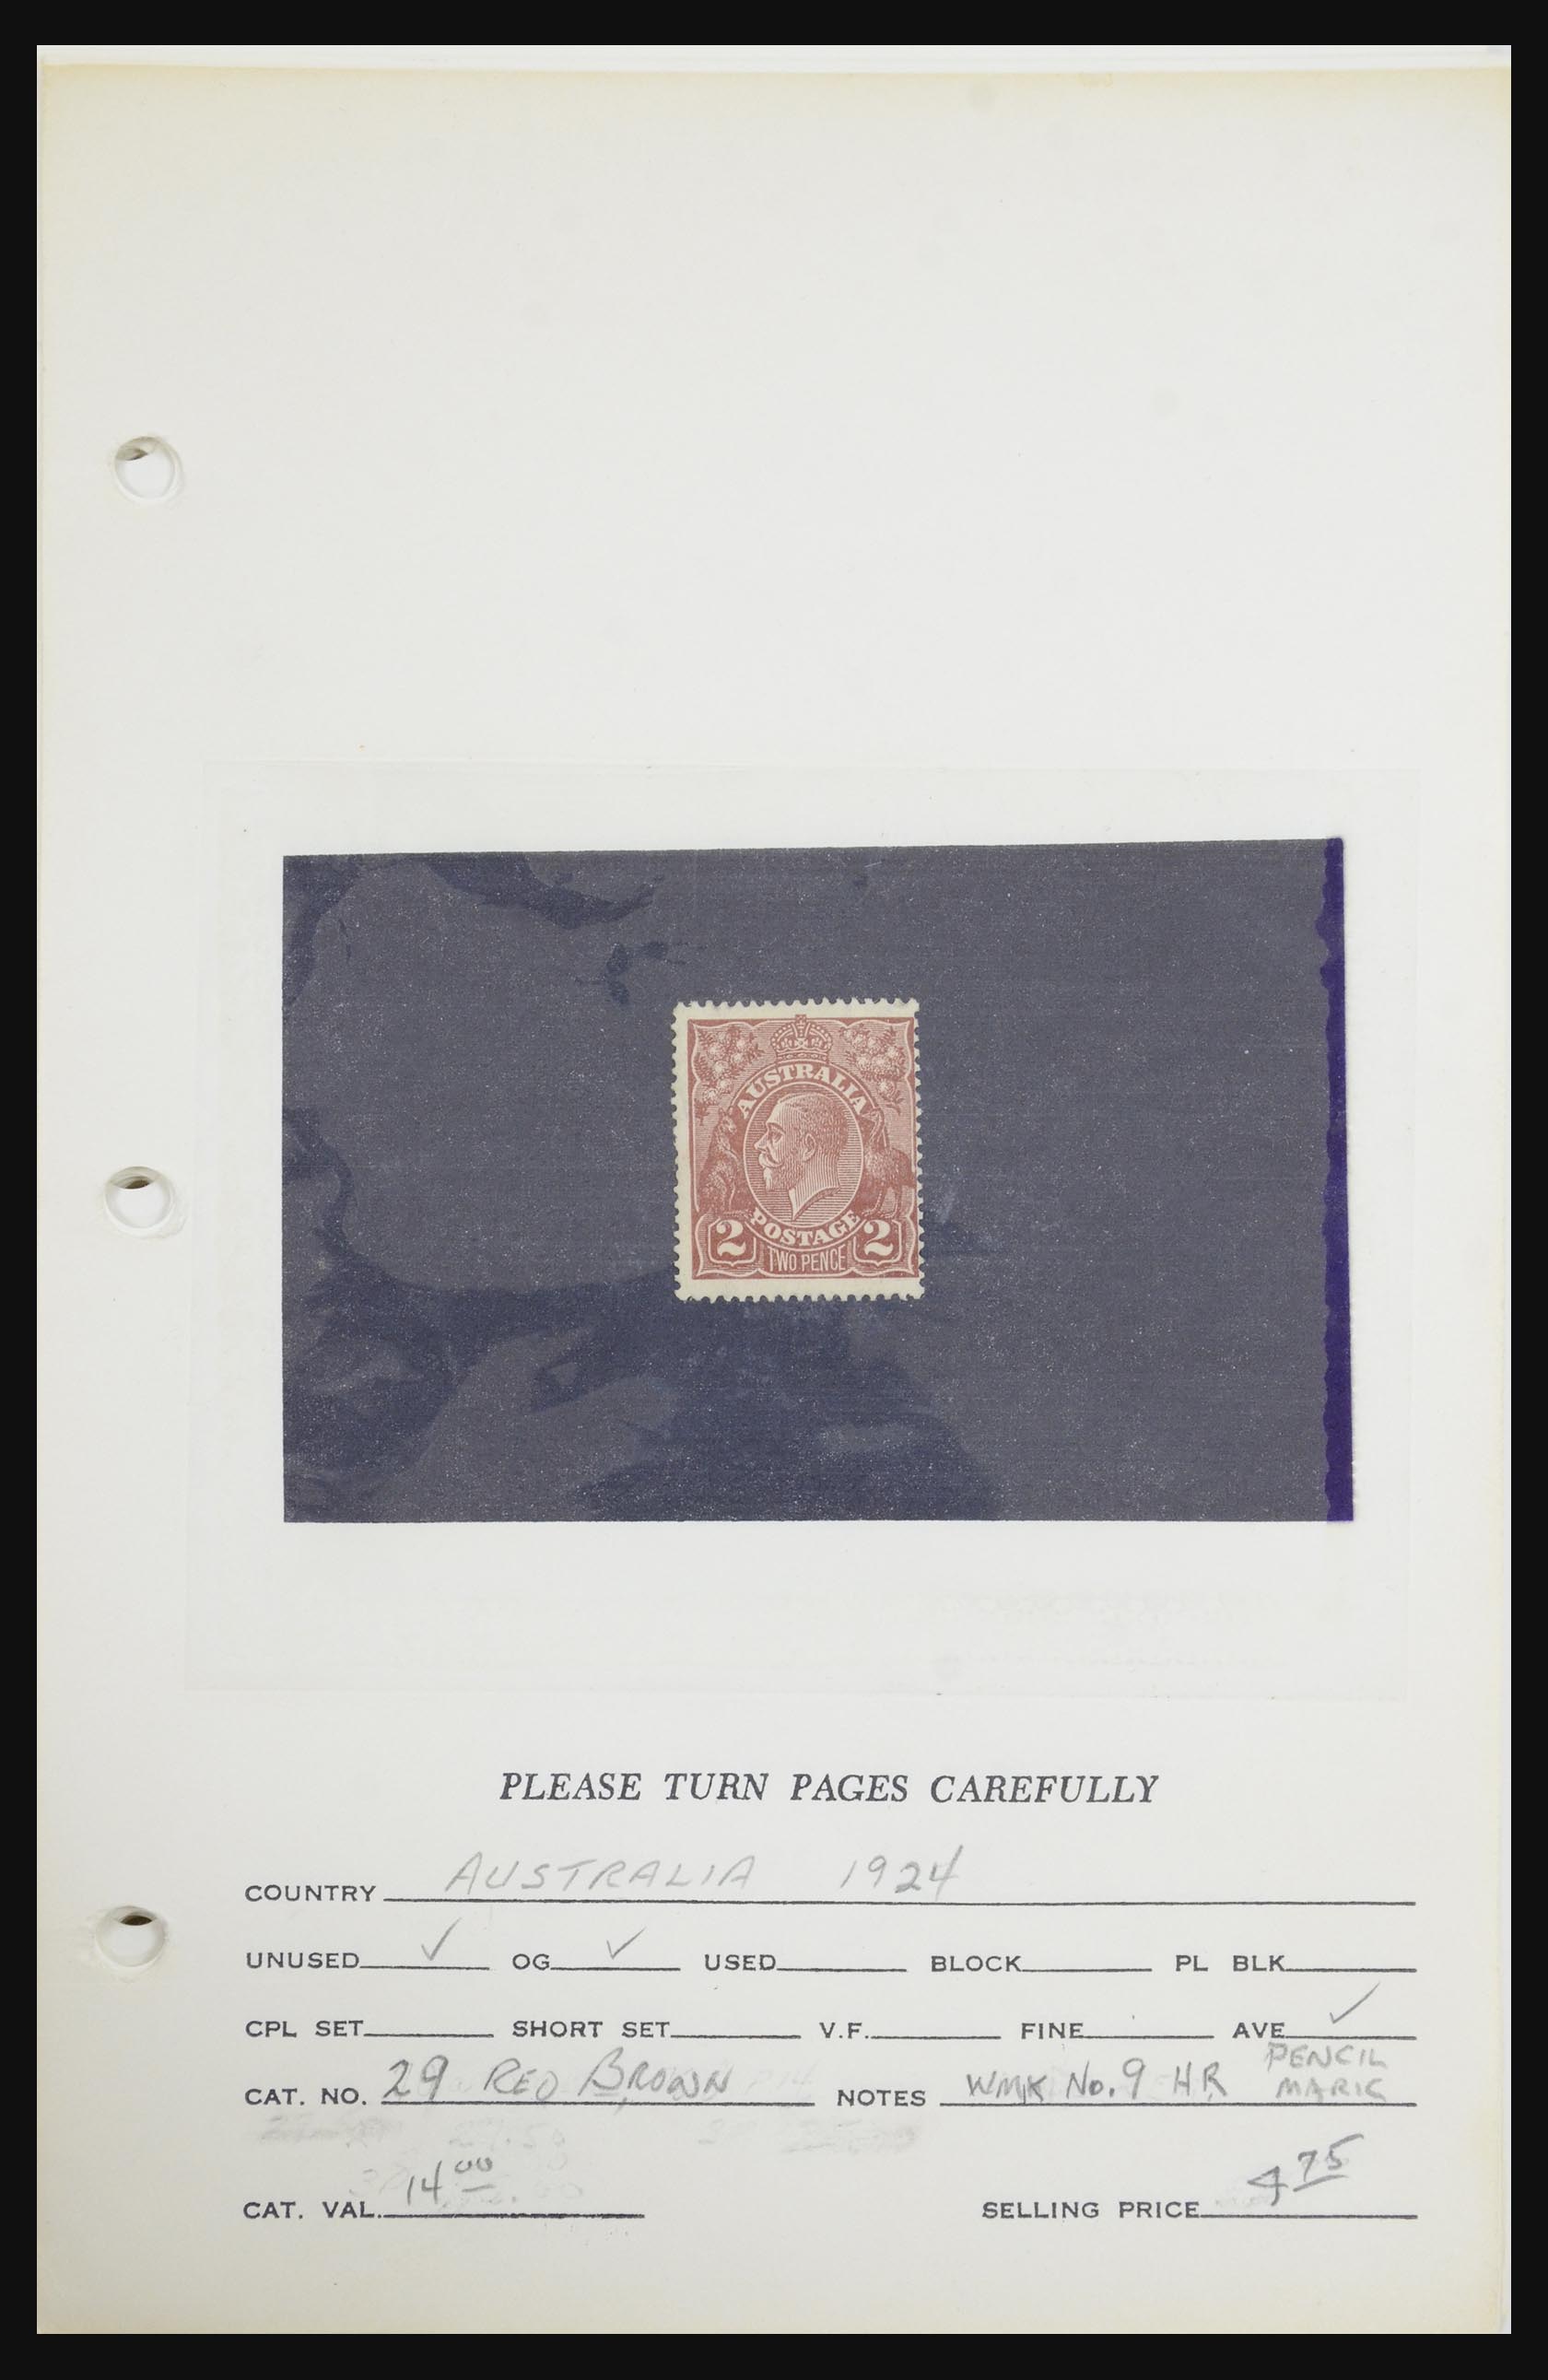 AUSTRALIA
POSTAGE
2 2
TWO PENCE
PLEASE TURN PAGES CAREFULLY
COUNTRY AUSTRALIA 1924
UNUSED ✓ OG ✓ USED BLOCK PL BLK
CPL SET SHORT SET V.F. FINE AVE ✓
CAT. NO. 29 RED BROWN NOTES WMK No. 9 HR PENCIL MARK
CAT. VAL. 14 00 SELLING PRICE 4 75